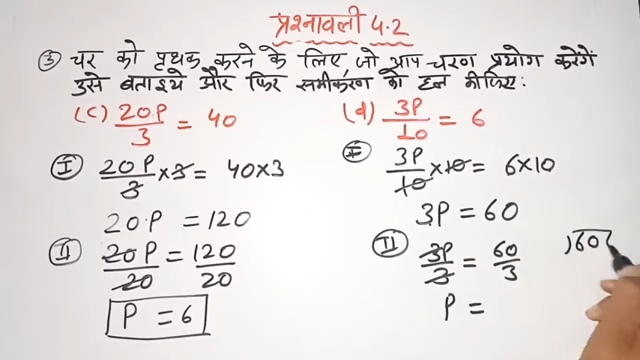 प्रश्नावली 4.2
③ चर को पृथक करने के लिए जो आप चरण प्रयोग करेंगें
उसे बताइये और फिर समीकरण को हल कीजिए:
(c) 20P/3 = 40
(d) 3P/10 = 6
Ⅰ 20P/3 × 3 = 40×3
20·P = 120
Ⅱ 20P/20 = 120/20
P = 6
Ⅰ 3P/10 × 10 = 6×10
3P = 60
Ⅱ 3P/3 = 60/3
P =
)60(